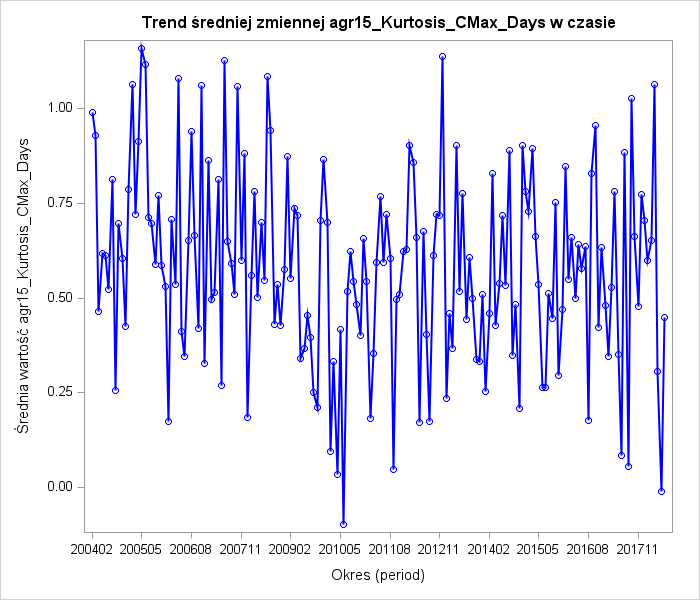 Trend średniej zmiennej agr15_Kurtosis_CMax_Days w czasie
Średnia wartość agr15_Kurtosis_CMax_Days
1.00
0.75
0.50
0.25
0.00
200402 200505 200608 200711 200902 201005 201108 201211 201402 201505 201608 201711
Okres (period)